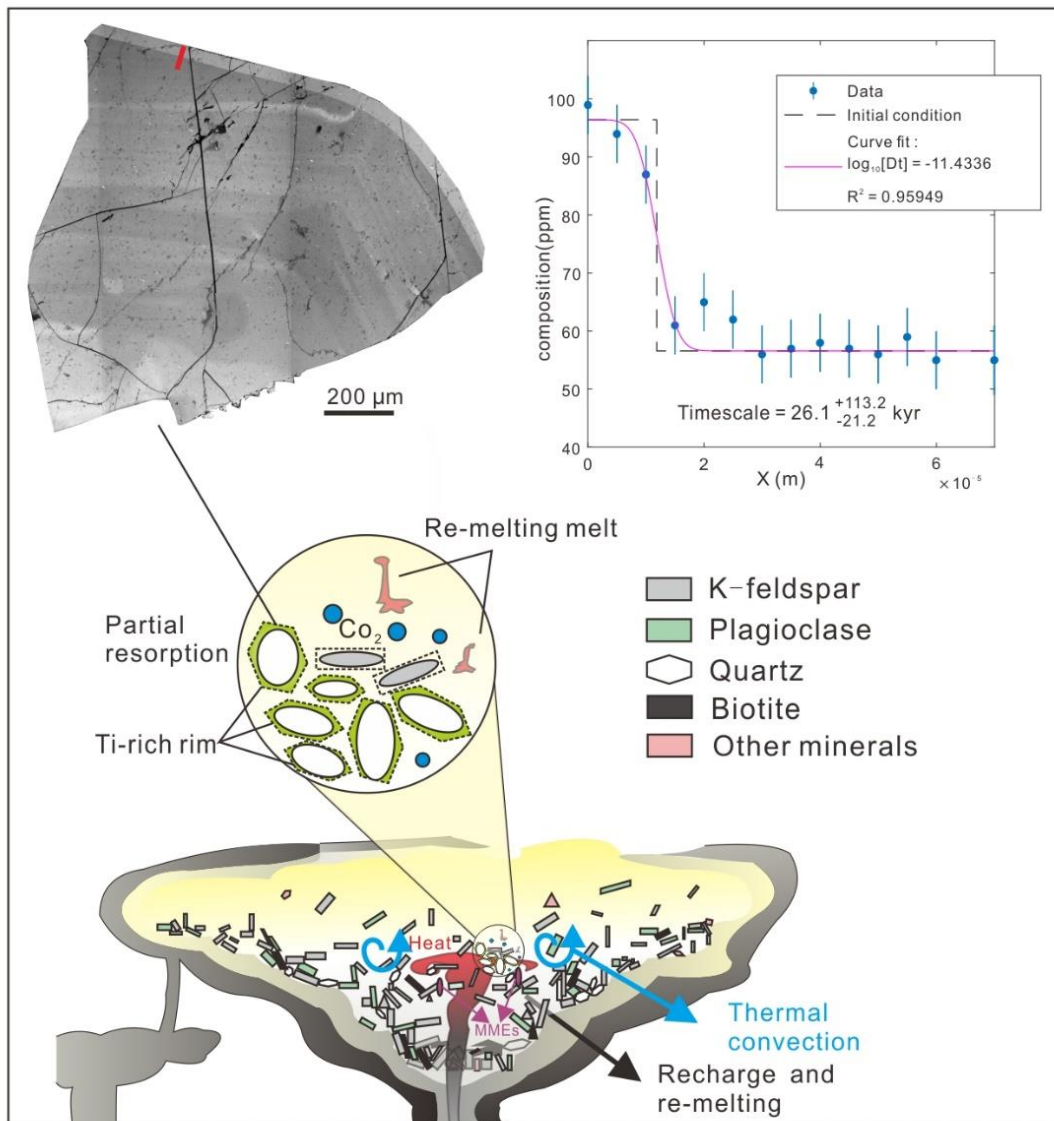 200 μm
composition(ppm)
100
90
80
70
60
50
40
0
2
4
6
X (m)
× 10⁻⁵
Data
Initial condition
Curve fit :
log₁₀[Dt] = -11.4336
R² = 0.95949
Timescale = 26.1 +113.2 -21.2 kyr
Re-melting melt
Partial
resorption
Co₂
Ti-rich rim
K-feldspar
Plagioclase
Quartz
Biotite
Other minerals
Heat
MMEs
Thermal
convection
Recharge and
re-melting